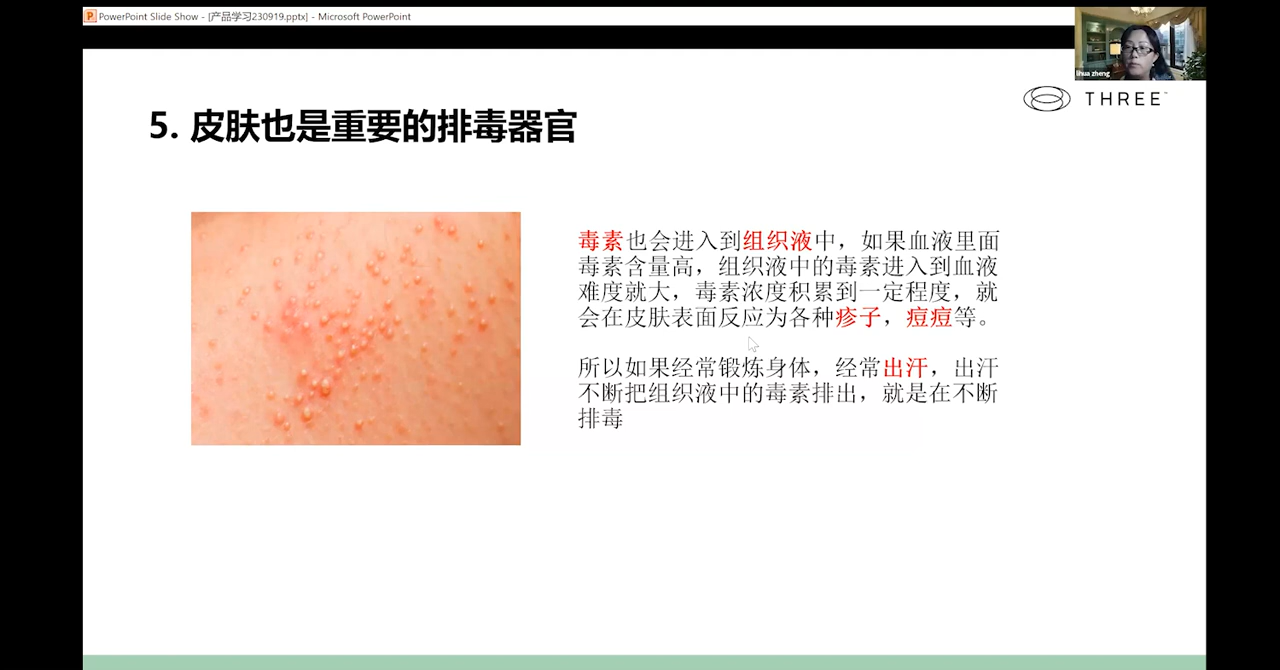 PowerPoint Slide Show - [产品学习230919.pptx] - Microsoft PowerPoint
lihua zheng
THREE
5. 皮肤也是重要的排毒器官
毒素也会进入到组织液中，如果血液里面
毒素含量高，组织液中的毒素进入到血液
难度就大，毒素浓度积累到一定程度，就
会在皮肤表面反应为各种疹子，痘痘等。
所以如果经常锻炼身体，经常出汗，出汗
不断把组织液中的毒素排出，就是在不断
排毒